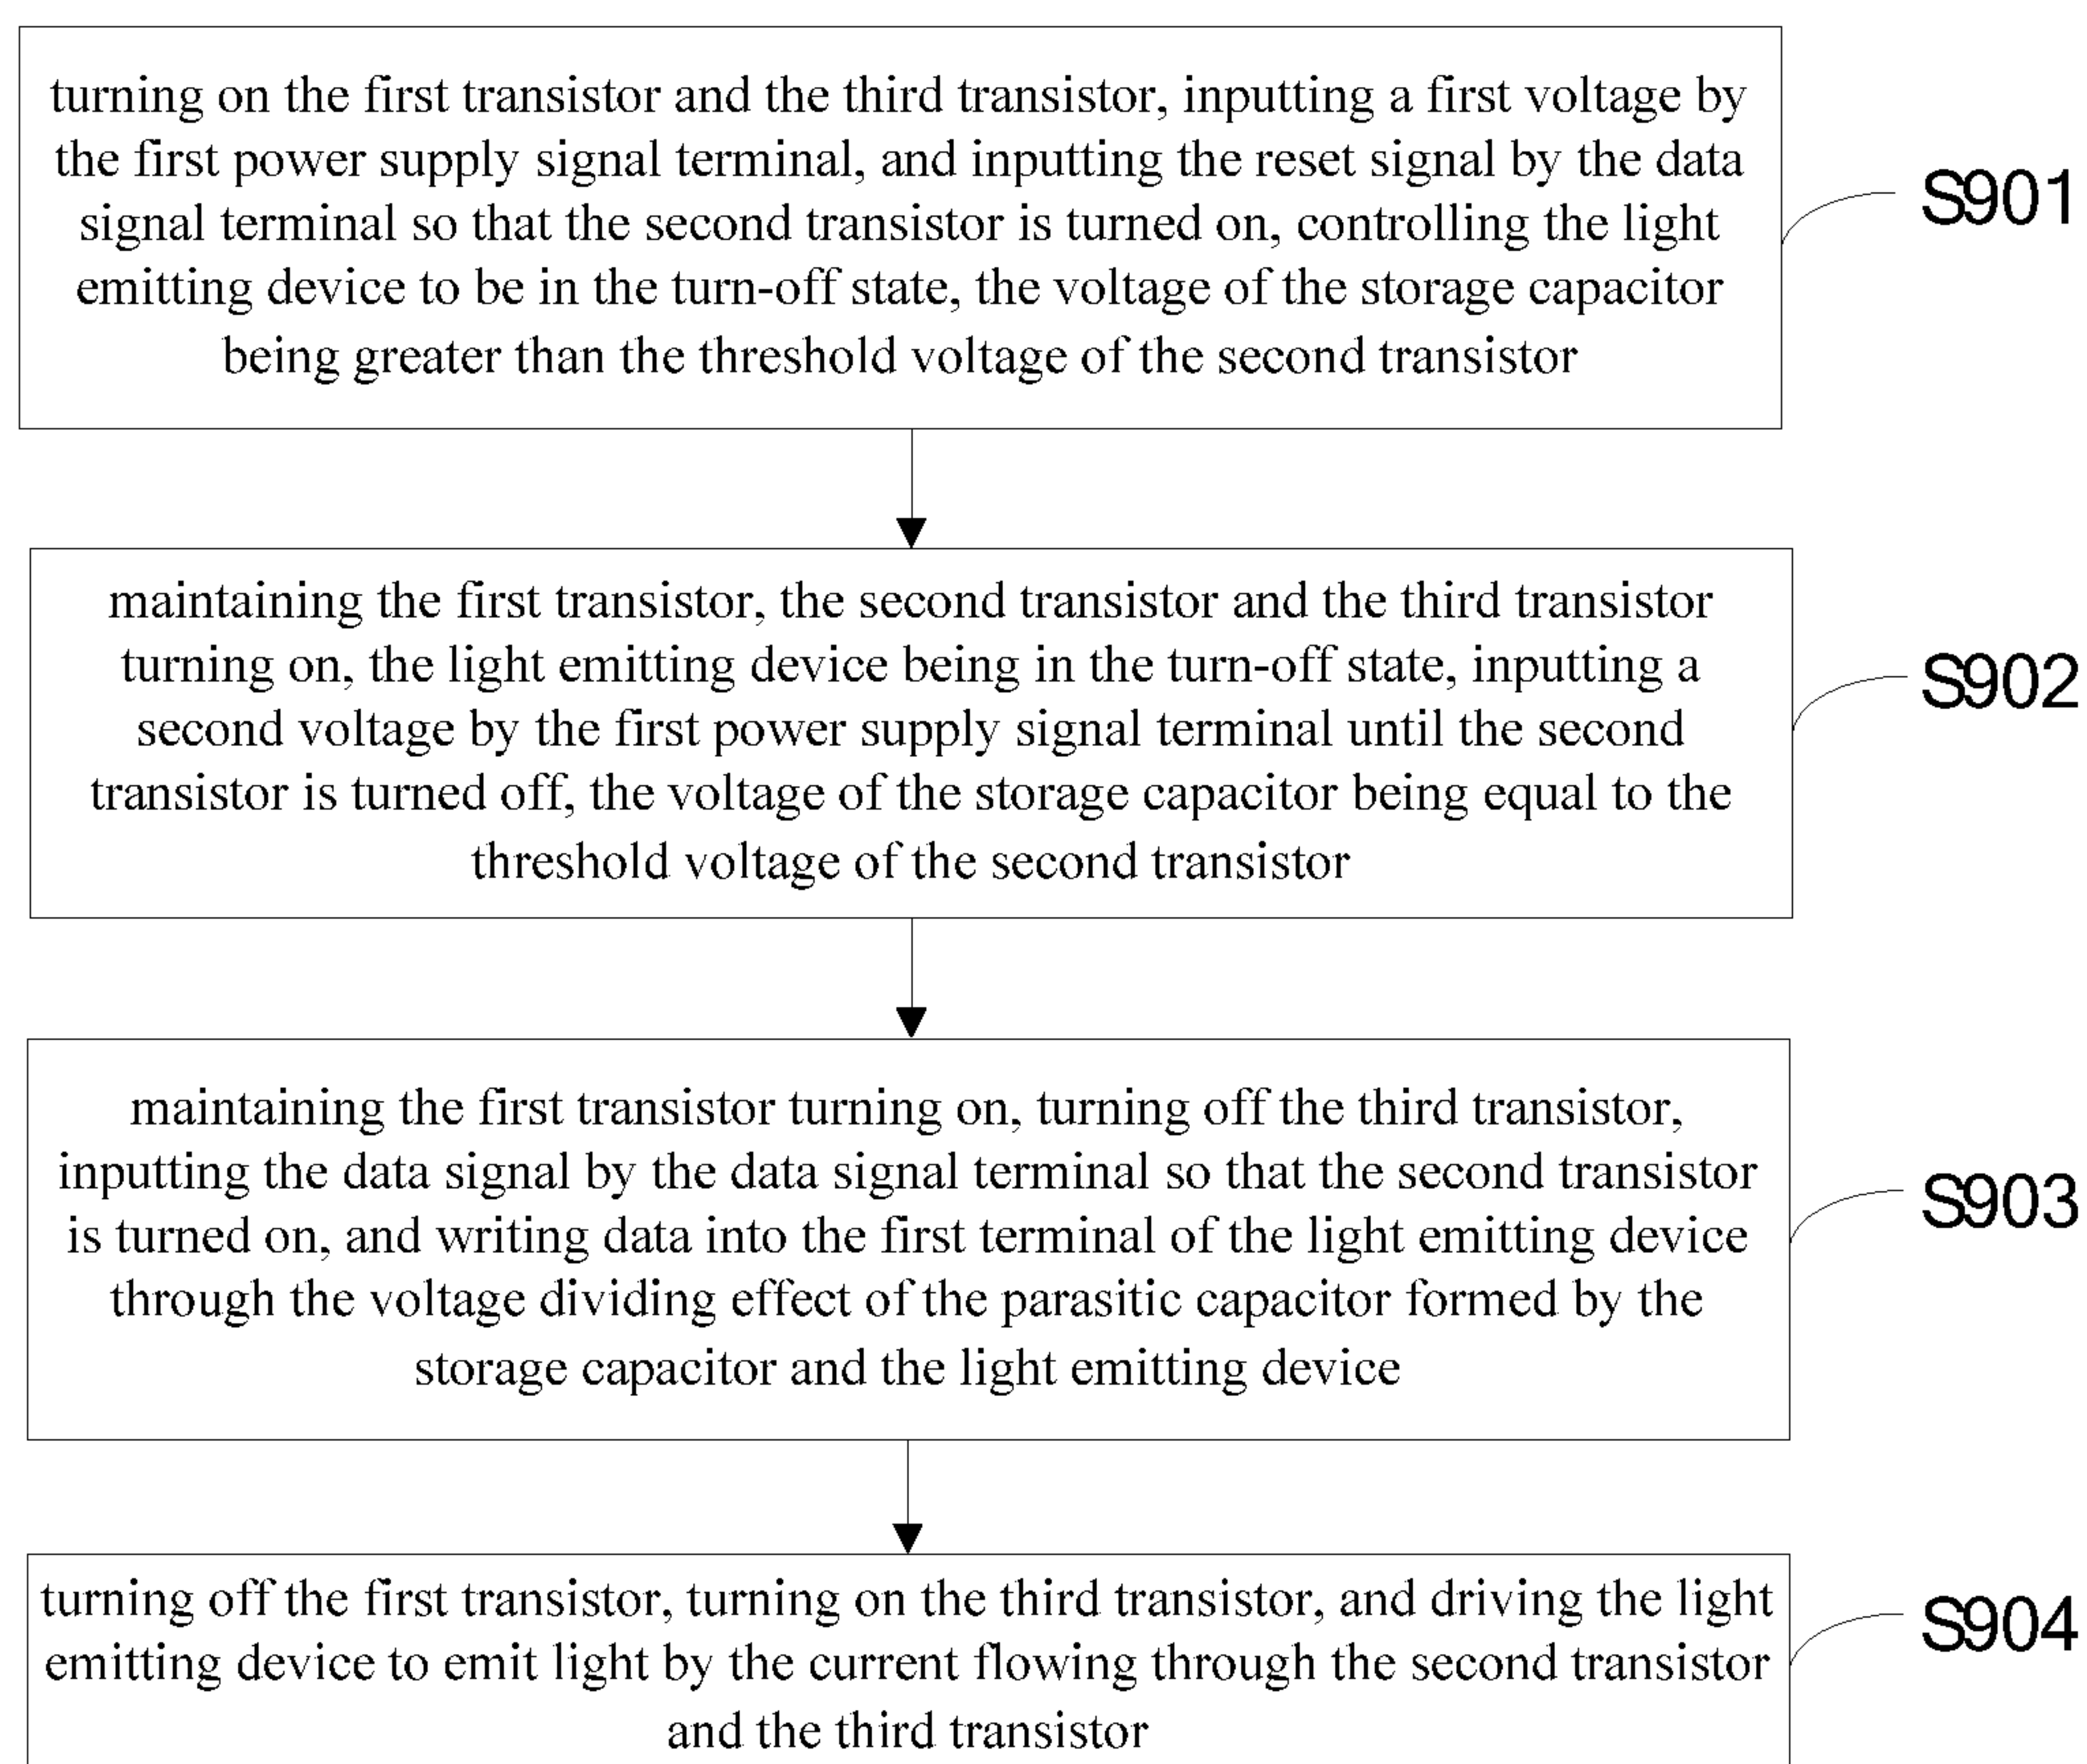 turning on the first transistor and the third transistor, inputting a first voltage by
the first power supply signal terminal, and inputting the reset signal by the data
signal terminal so that the second transistor is turned on, controlling the light
emitting device to be in the turn-off state, the voltage of the storage capacitor
being greater than the threshold voltage of the second transistor
S901
maintaining the first transistor, the second transistor and the third transistor
turning on, the light emitting device being in the turn-off state, inputting a
second voltage by the first power supply signal terminal until the second
transistor is turned off, the voltage of the storage capacitor being equal to the
threshold voltage of the second transistor
S902
maintaining the first transistor turning on, turning off the third transistor,
inputting the data signal by the data signal terminal so that the second transistor
is turned on, and writing data into the first terminal of the light emitting device
through the voltage dividing effect of the parasitic capacitor formed by the
storage capacitor and the light emitting device
S903
turning off the first transistor, turning on the third transistor, and driving the light
emitting device to emit light by the current flowing through the second transistor
and the third transistor
S904